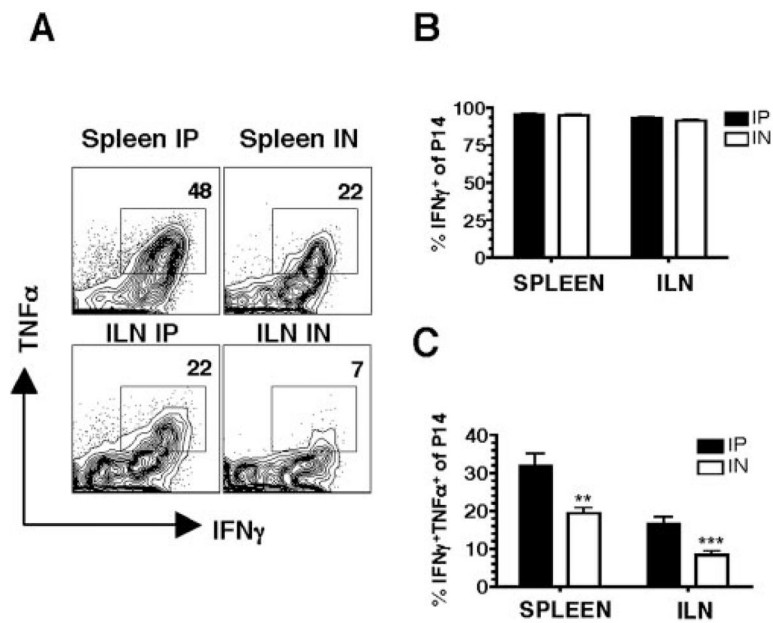 A
Spleen IP
Spleen IN
48
22
ILN IP
ILN IN
22
7
TNFα
IFNγ
B
% IFNγ⁺ of P14
100
75
50
25
0
SPLEEN
ILN
IP
IN
C
% IFNγ⁺TNFα⁺ of P14
40
30
20
10
0
**
***
SPLEEN
ILN
IP
IN